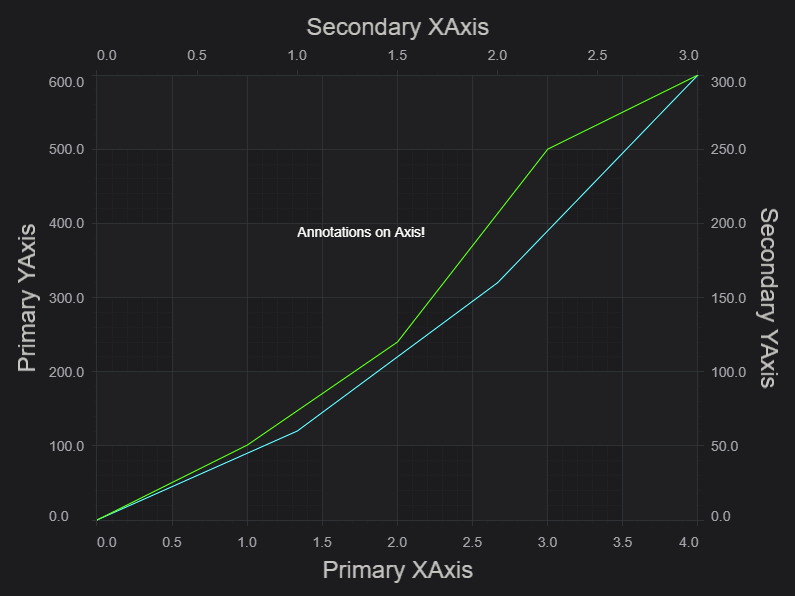 Secondary XAxis
0.0 0.5 1.0 1.5 2.0 2.5 3.0
600.0 300.0
500.0 250.0
400.0 200.0
Annotations on Axis!
Primary YAxis
Secondary YAxis
300.0 150.0
200.0 100.0
100.0 50.0
0.0 0.0
0.0 0.5 1.0 1.5 2.0 2.5 3.0 3.5 4.0
Primary XAxis